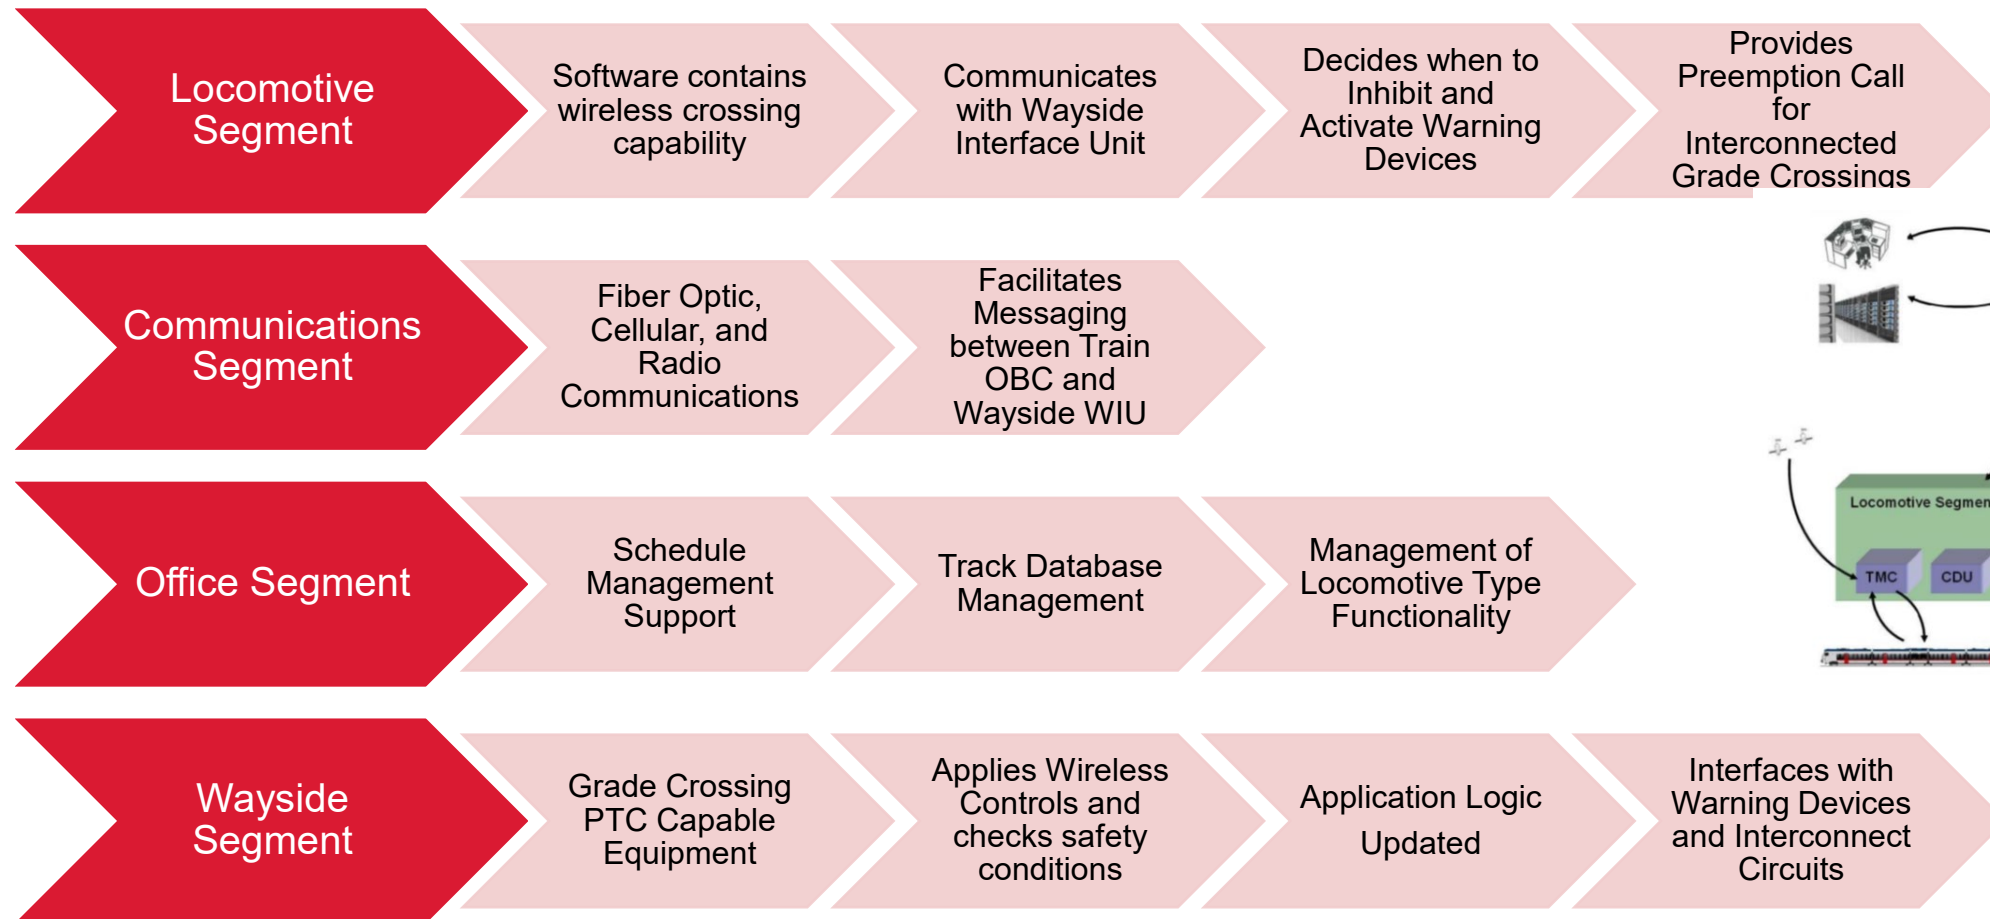 Locomotive
Segment
Software contains
wireless crossing
capability
Communicates
with Wayside
Interface Unit
Decides when to
Inhibit and
Activate Warning
Devices
Provides
Preemption Call
for
Interconnected
Grade Crossings
Communications
Segment
Fiber Optic,
Cellular, and
Radio
Communications
Facilitates
Messaging
between Train
OBC and
Wayside WIU
Office Segment
Schedule
Management
Support
Track Database
Management
Management of
Locomotive Type
Functionality
Locomotive Segmen
TMC
CDU
Wayside
Segment
Grade Crossing
PTC Capable
Equipment
Applies Wireless
Controls and
checks safety
conditions
Application Logic
Updated
Interfaces with
Warning Devices
and Interconnect
Circuits